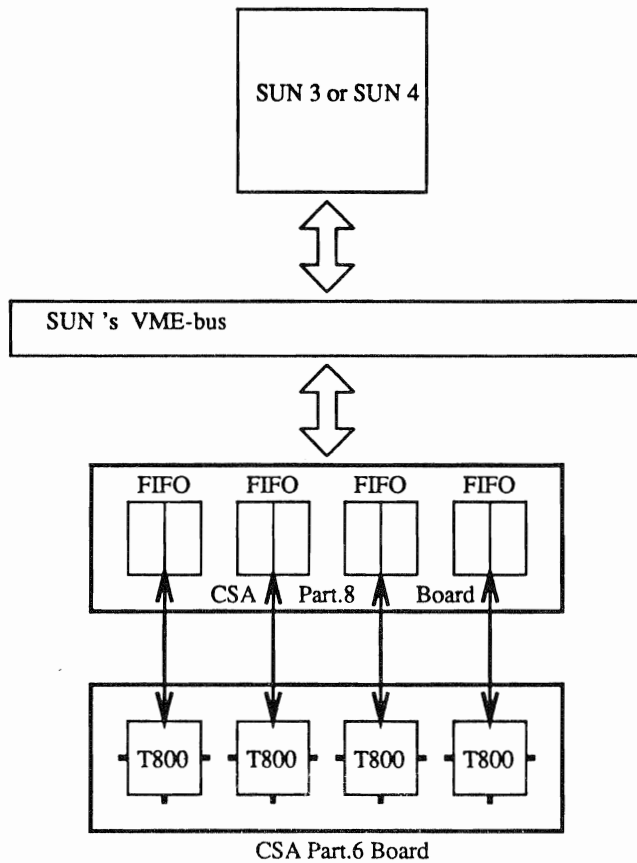 SUN 3 or SUN 4
SUN 's VME-bus
FIFO FIFO FIFO FIFO
CSA Part.8 Board
T800 T800 T800 T800
CSA Part.6 Board